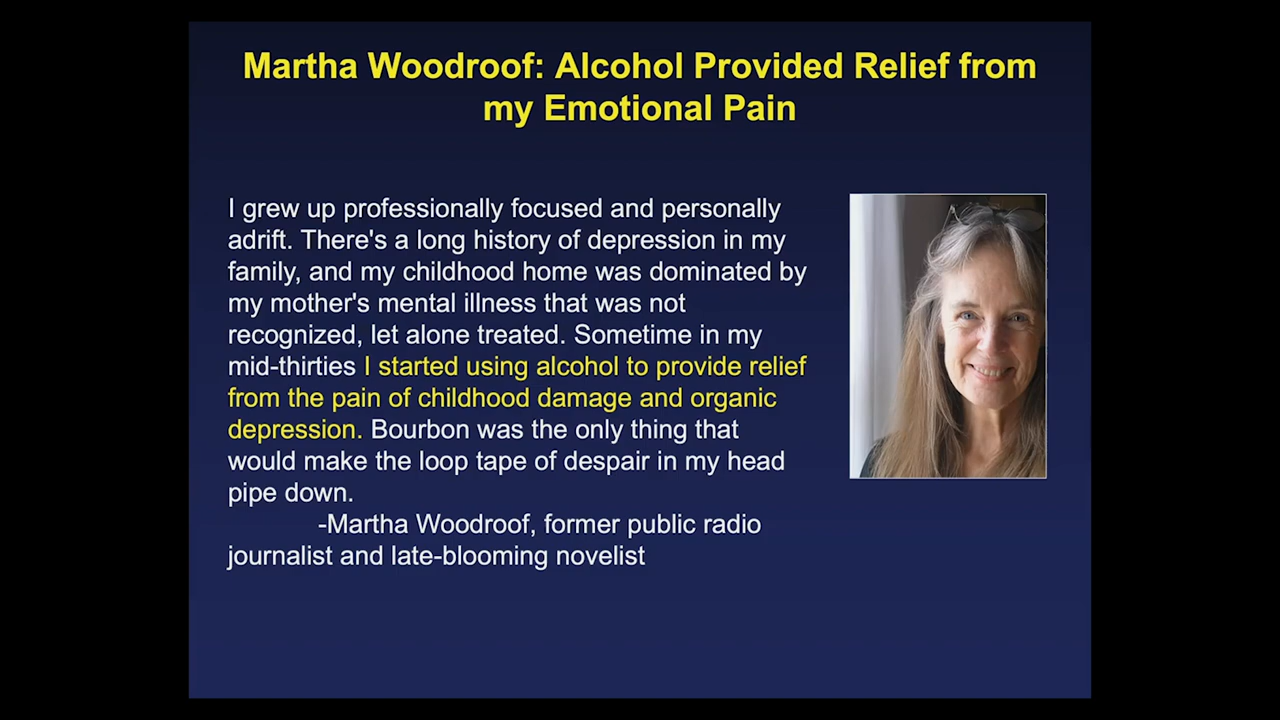 Martha Woodroof: Alcohol Provided Relief from
my Emotional Pain
I grew up professionally focused and personally
adrift. There's a long history of depression in my
family, and my childhood home was dominated by
my mother's mental illness that was not
recognized, let alone treated. Sometime in my
mid-thirties I started using alcohol to provide relief
from the pain of childhood damage and organic
depression. Bourbon was the only thing that
would make the loop tape of despair in my head
pipe down.
-Martha Woodroof, former public radio
journalist and late-blooming novelist